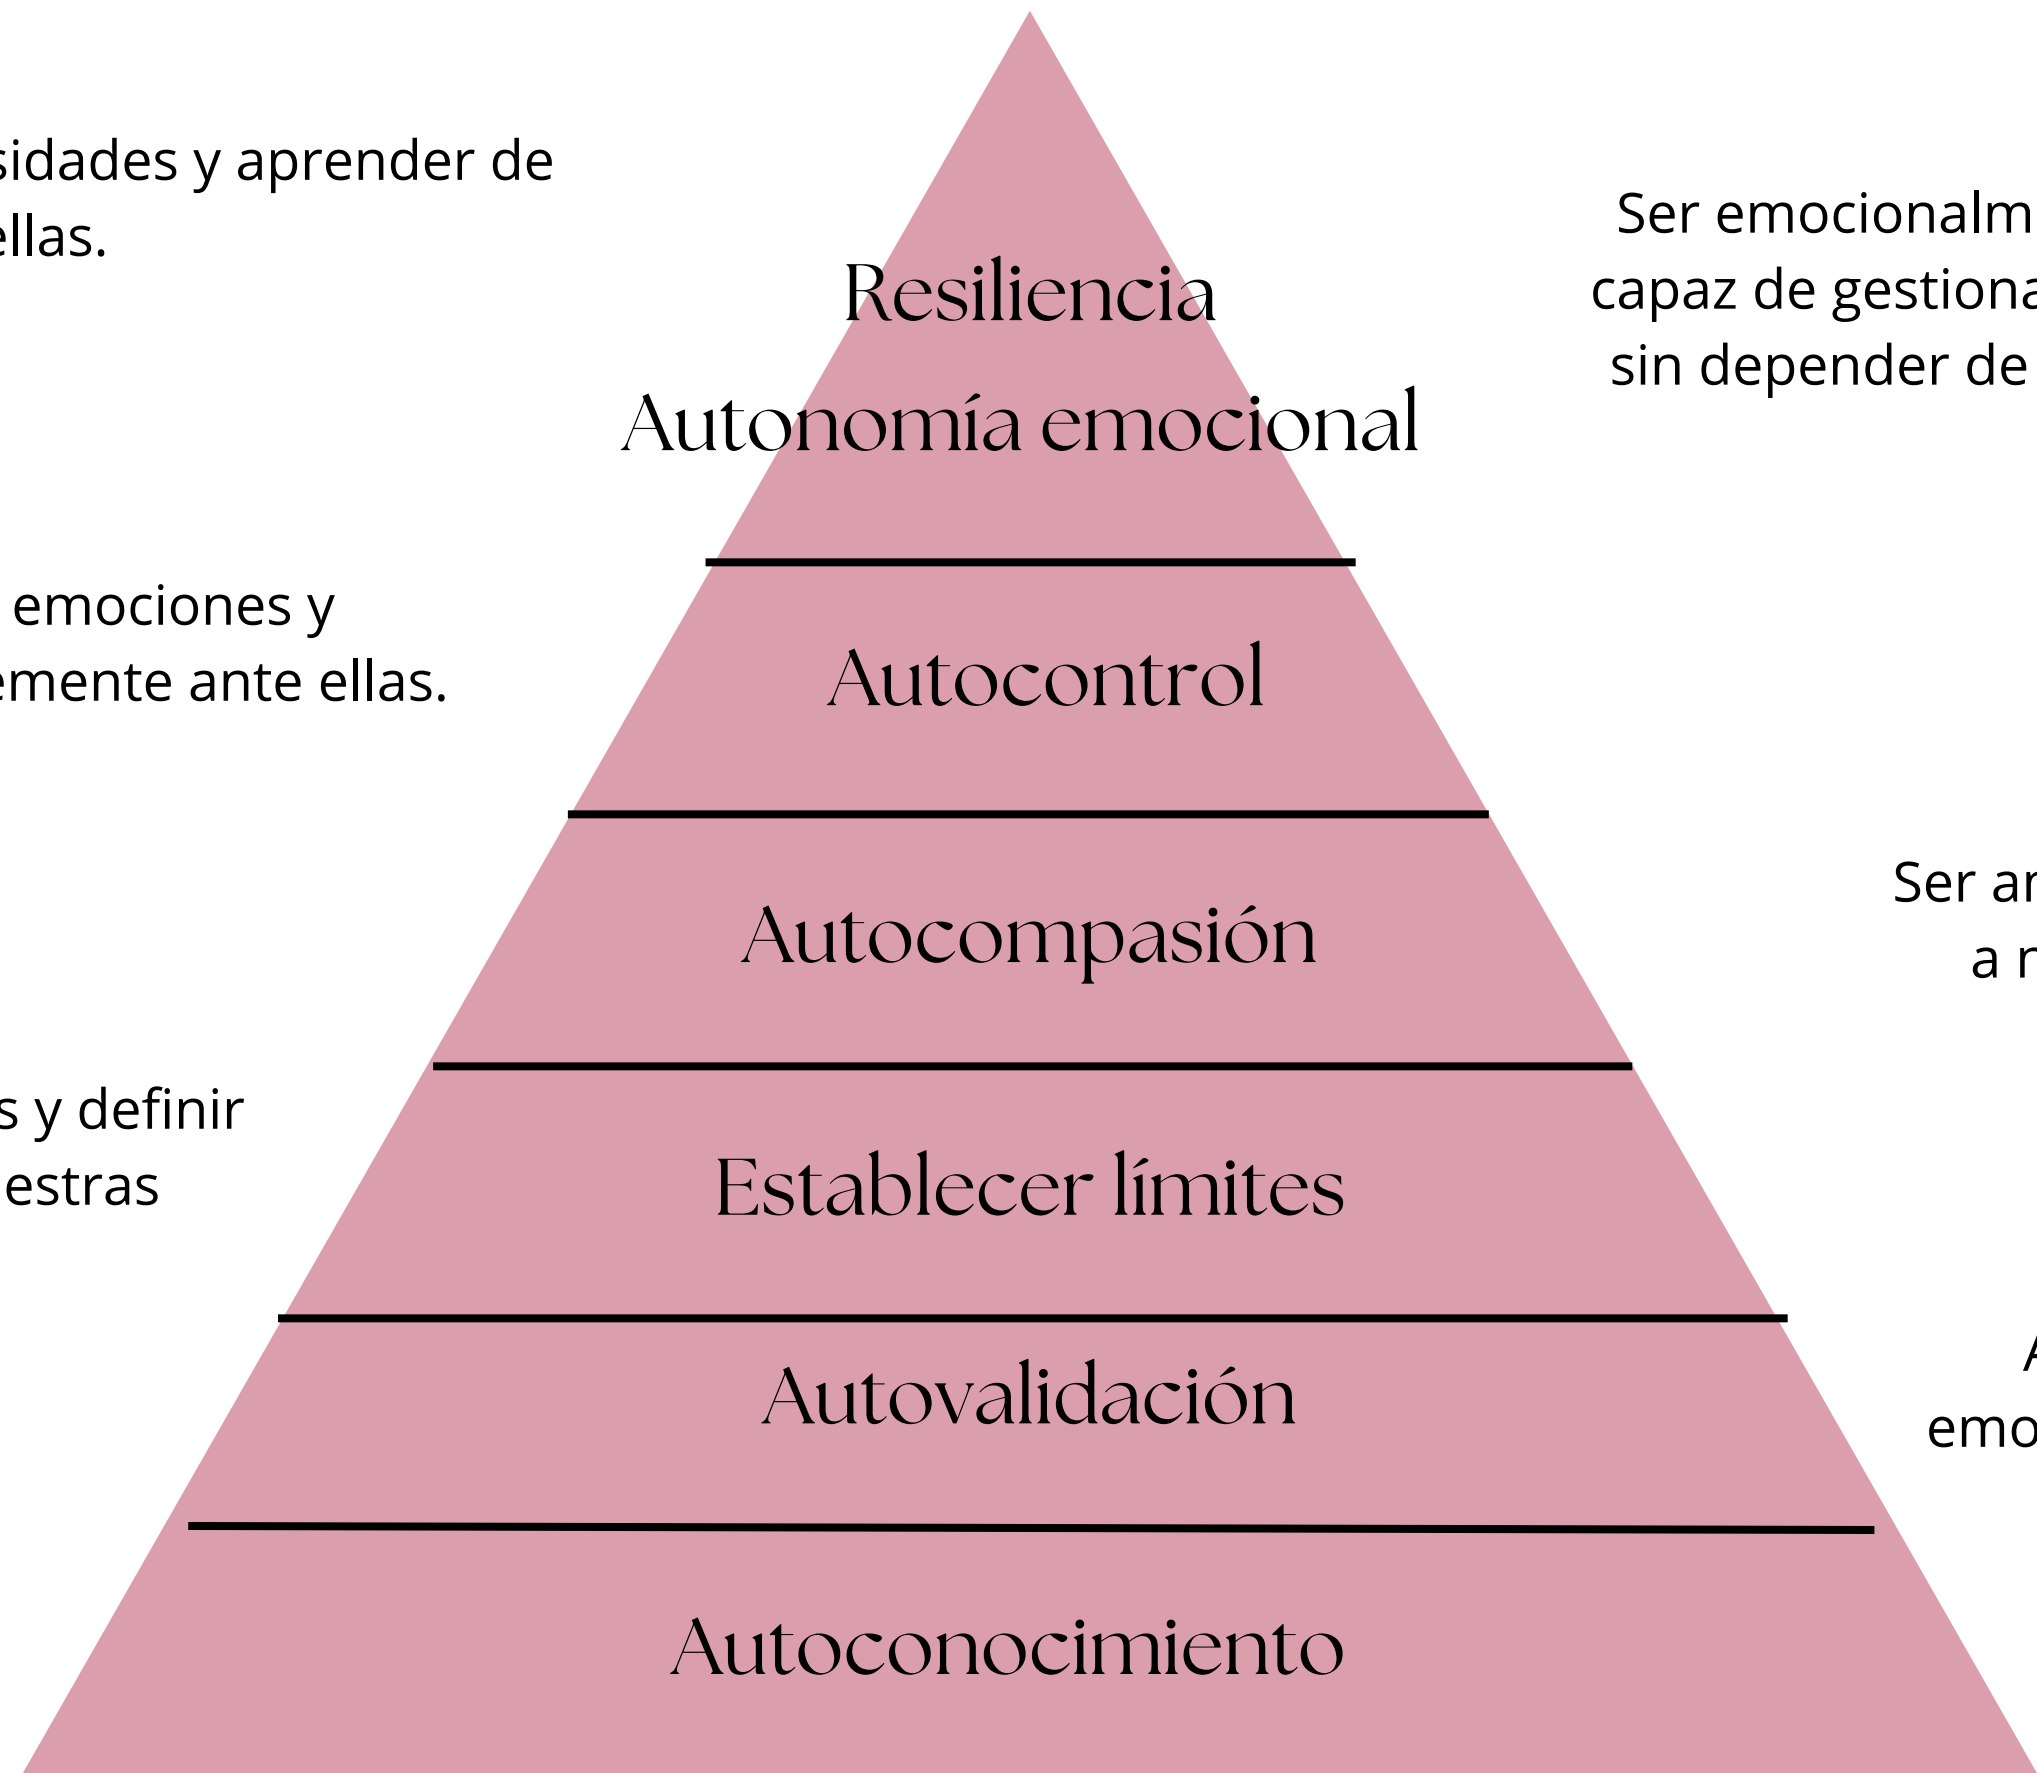 sidades y aprender de
ellas.
Ser emocionalm
capaz de gestiona
sin depender de
Resiliencia
Autonomía emocional
emociones y
emente ante ellas.
Autocontrol
Ser
a
Autocompasión
s y definir
estras
Establecer límites
A
emo
Autovalidación
Autoconocimiento